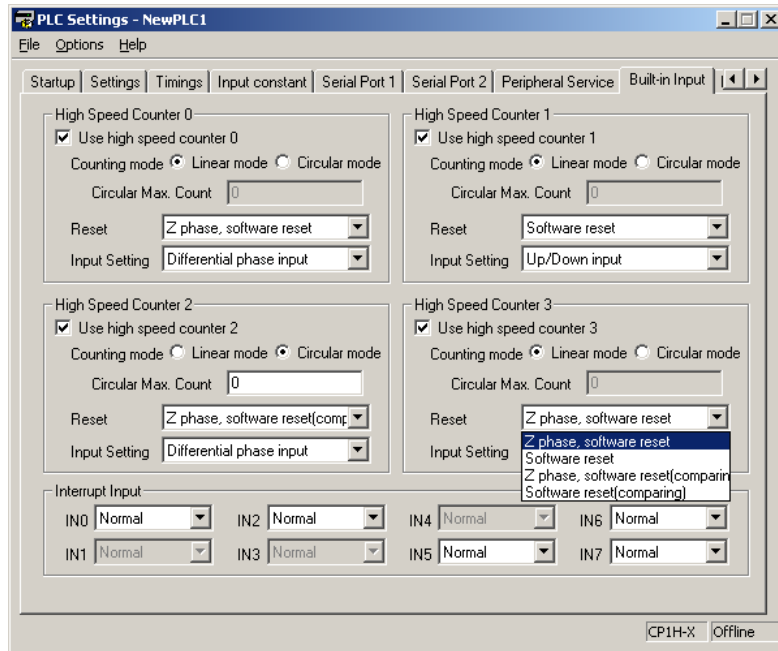 PLC Settings - NewPLC1
File Options Help
Startup Settings Timings Input constant Serial Port 1 Serial Port 2 Peripheral Service Built-in Input
High Speed Counter 0
Use high speed counter 0
Counting mode Linear mode Circular mode
Circular Max. Count 0
Reset Z phase, software reset
Input Setting Differential phase input
High Speed Counter 1
Use high speed counter 1
Counting mode Linear mode Circular mode
Circular Max. Count 0
Reset Software reset
Input Setting Up/Down input
High Speed Counter 2
Use high speed counter 2
Counting mode Linear mode Circular mode
Circular Max. Count 0
Reset Z phase, software reset(comp
Input Setting Differential phase input
High Speed Counter 3
Use high speed counter 3
Counting mode Linear mode Circular mode
Circular Max. Count 0
Reset Z phase, software reset
Input Setting
Z phase, software reset
Software reset
Z phase, software reset(comparin
Software reset(comparing)
Interrupt Input
IN0 Normal IN2 Normal IN4 Normal IN6 Normal
IN1 Normal IN3 Normal IN5 Normal IN7 Normal
CP1H-X Offline